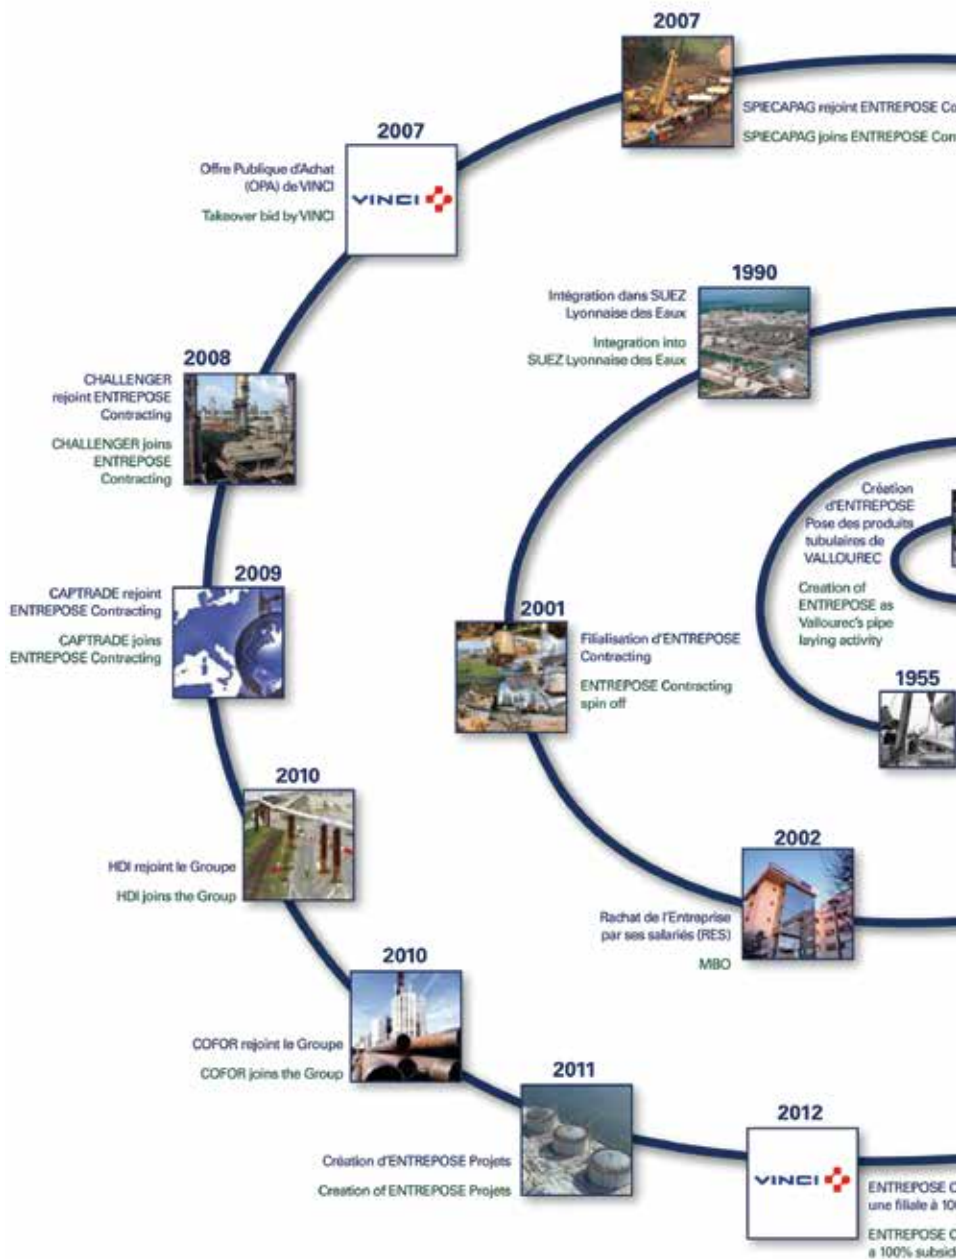 2007
SPIECAPAG rejoint ENTREPOSE
SPIECAPAG joins ENTREPOSE
2007
Offre Publique d'Achat
(OPA) de VINCI
Takeover bid by VINCI
VINCI
1990
Intégration dans SUEZ
Lyonnaise des Eaux
Integration into
SUEZ Lyonnaise des Eaux
2008
CHALLENGER
rejoint ENTREPOSE
Contracting
CHALLENGER joins
ENTREPOSE
Contracting
Création
d'ENTREPOSE
Pose des produits
tubulaires de
VALLOUREC
Creation of
ENTREPOSE as
Vallourec's pipe
laying activity
2009
CAPTRADE rejoint
ENTREPOSE Contracting
CAPTRADE joins
ENTREPOSE Contracting
2001
Filialisation d'ENTREPOSE
Contracting
ENTREPOSE Contracting
spin off
1955
2010
HDI rejoint le Groupe
HDI joins the Group
2002
Rachat de l'Entreprise
par ses salariés (RES)
MBO
2010
COFOR rejoint le Groupe
COFOR joins the Group
2011
Création d'ENTREPOSE Projets
Creation of ENTREPOSE Projets
2012
VINCI
ENTREPOSE
une filiale à
ENTREPOSE
a 100%